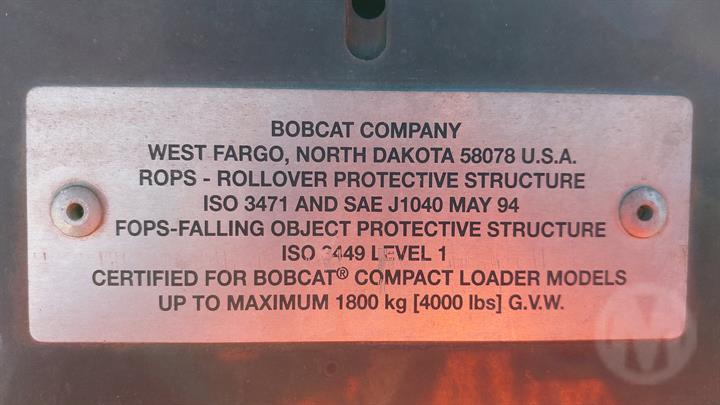 BOBCAT COMPANY
WEST FARGO, NORTH DAKOTA 58078 U.S.A.
ROPS - ROLLOVER PROTECTIVE STRUCTURE
ISO 3471 AND SAE J1040 MAY 94
FOPS-FALLING OBJECT PROTECTIVE STRUCTURE
ISO 3449 LEVEL 1
CERTIFIED FOR BOBCAT® COMPACT LOADER MODELS
UP TO MAXIMUM 1800 kg [4000 lbs] G.V.W.
M